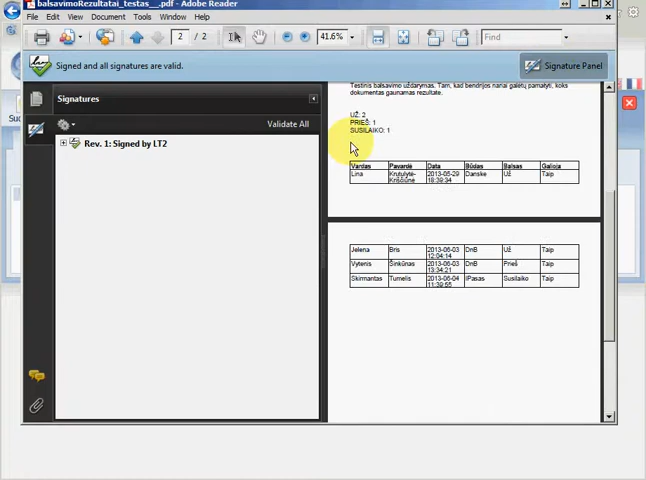 balsavimoRezultatai_testas__.pdf - Adobe Reader
File Edit View Document Tools Window Help
2 / 2 41.6% Find
Signed and all signatures are valid. Signature Panel
Signatures
Validate All
Rev. 1: Signed by LT2
Testinis balsavimo uždarymas. Tam, kad bendrijos nariai galėtų pamatyti, koks
dokumentas gaunamas rezultate.
UŽ: 2
PRIEŠ: 1
SUSILAIKO: 1
Vardas Pavardė Data Būdas Balsas Galioja
Lina Krutulytė-Kriščiūnė 2013-05-29 18:39:34 Danske Už Taip
Jelena Bris 2013-06-03 12:04:14 DnB Už Taip
Vytenis Šinkūnas 2013-06-03 13:34:21 DnB Prieš Taip
Skirmantas Tumelis 2013-06-04 11:39:55 iPasas Susilaiko Taip